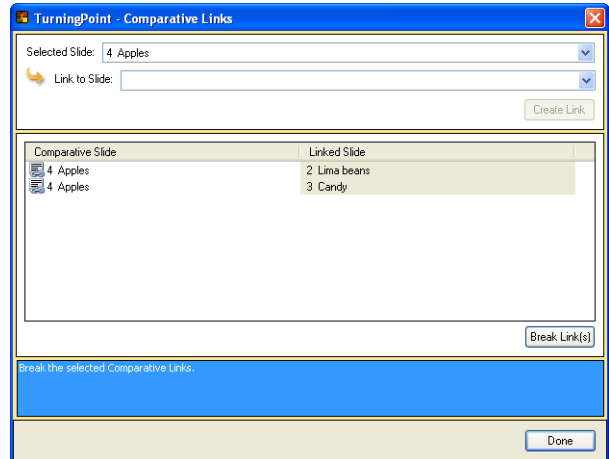 TurningPoint - Comparative Links
Selected Slide: 4 Apples
Link to Slide:
Create Link
Comparative Slide Linked Slide
4 Apples 2 Lima beans
4 Apples 3 Candy
Break Link(s)
Break the selected Comparative Links.
Done